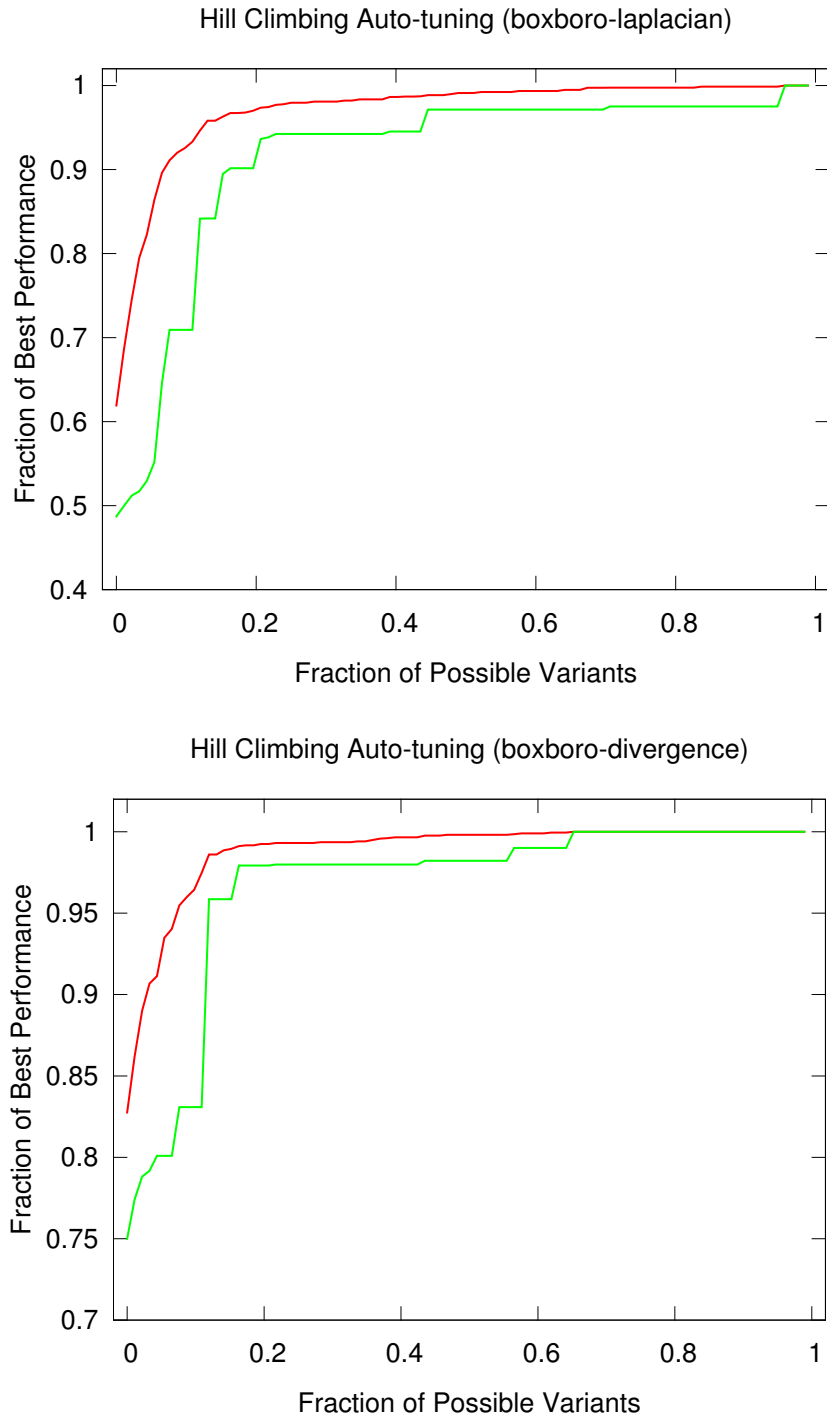 Hill Climbing Auto-tuning (boxboro-laplacian)
1
0.9
0.8
0.7
0.6
0.5
0.4
Fraction of Best Performance
0 0.2 0.4 0.6 0.8 1
Fraction of Possible Variants
Hill Climbing Auto-tuning (boxboro-divergence)
1
0.95
0.9
0.85
0.8
0.75
0.7
Fraction of Best Performance
0 0.2 0.4 0.6 0.8 1
Fraction of Possible Variants